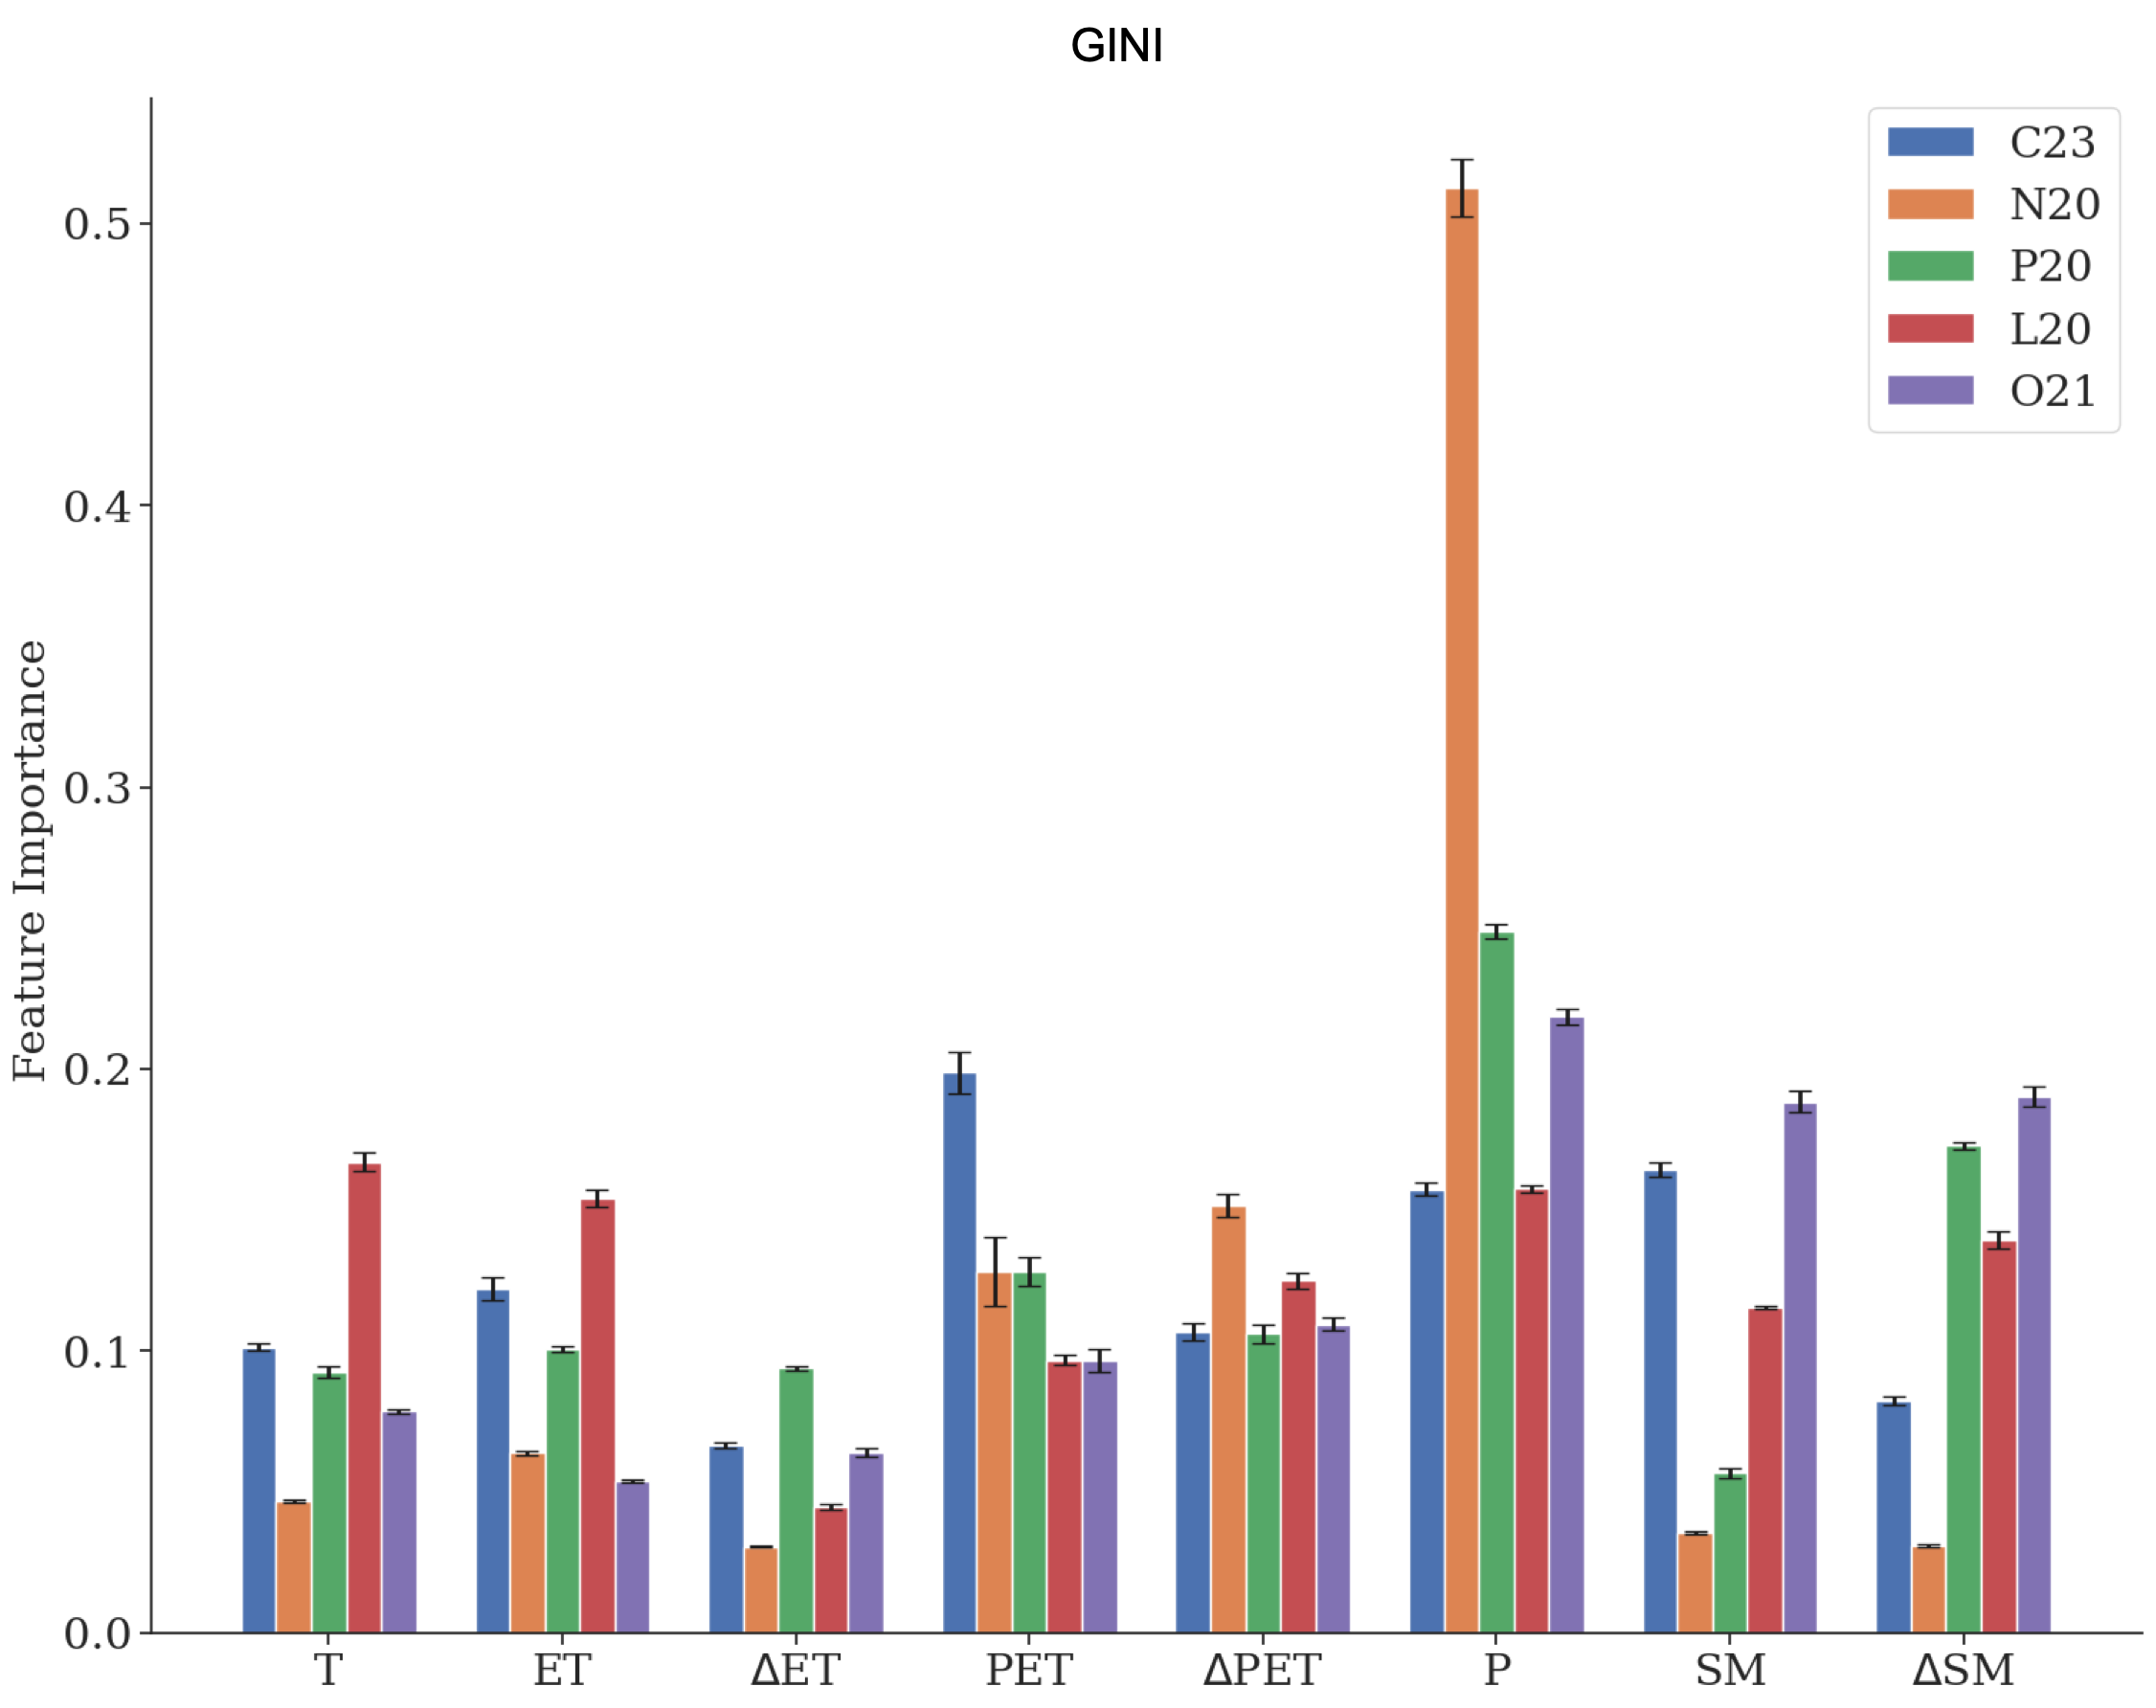 GINI
C23
N20
P20
L20
O21
Feature Importance
0.5
0.4
0.3
0.2
0.1
0.0
T ET ΔET PET ΔPET P SM ΔSM